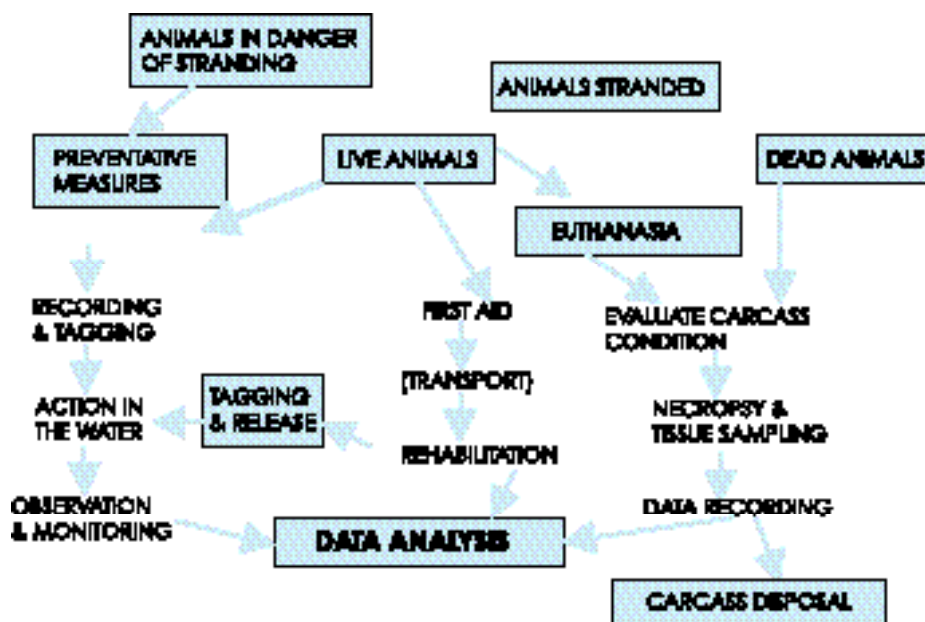 ANIMALS IN DANGER
OF STRANDING
ANIMALS STRANDED
PREVENTATIVE
MEASURES
LIVE ANIMALS
DEAD ANIMALS
EUTHANASIA
RECORDING
& TAGGING
FIRST AID
EVALUATE CARCASS
CONDITION
(TRANSPORT)
TAGGING
& RELEASE
ACTION IN
THE WATER
NECROPSY &
TISSUE SAMPLING
REHABILITATION
OBSERVATION
& MONITORING
DATA RECORDING
DATA ANALYSIS
CARCASS DISPOSAL